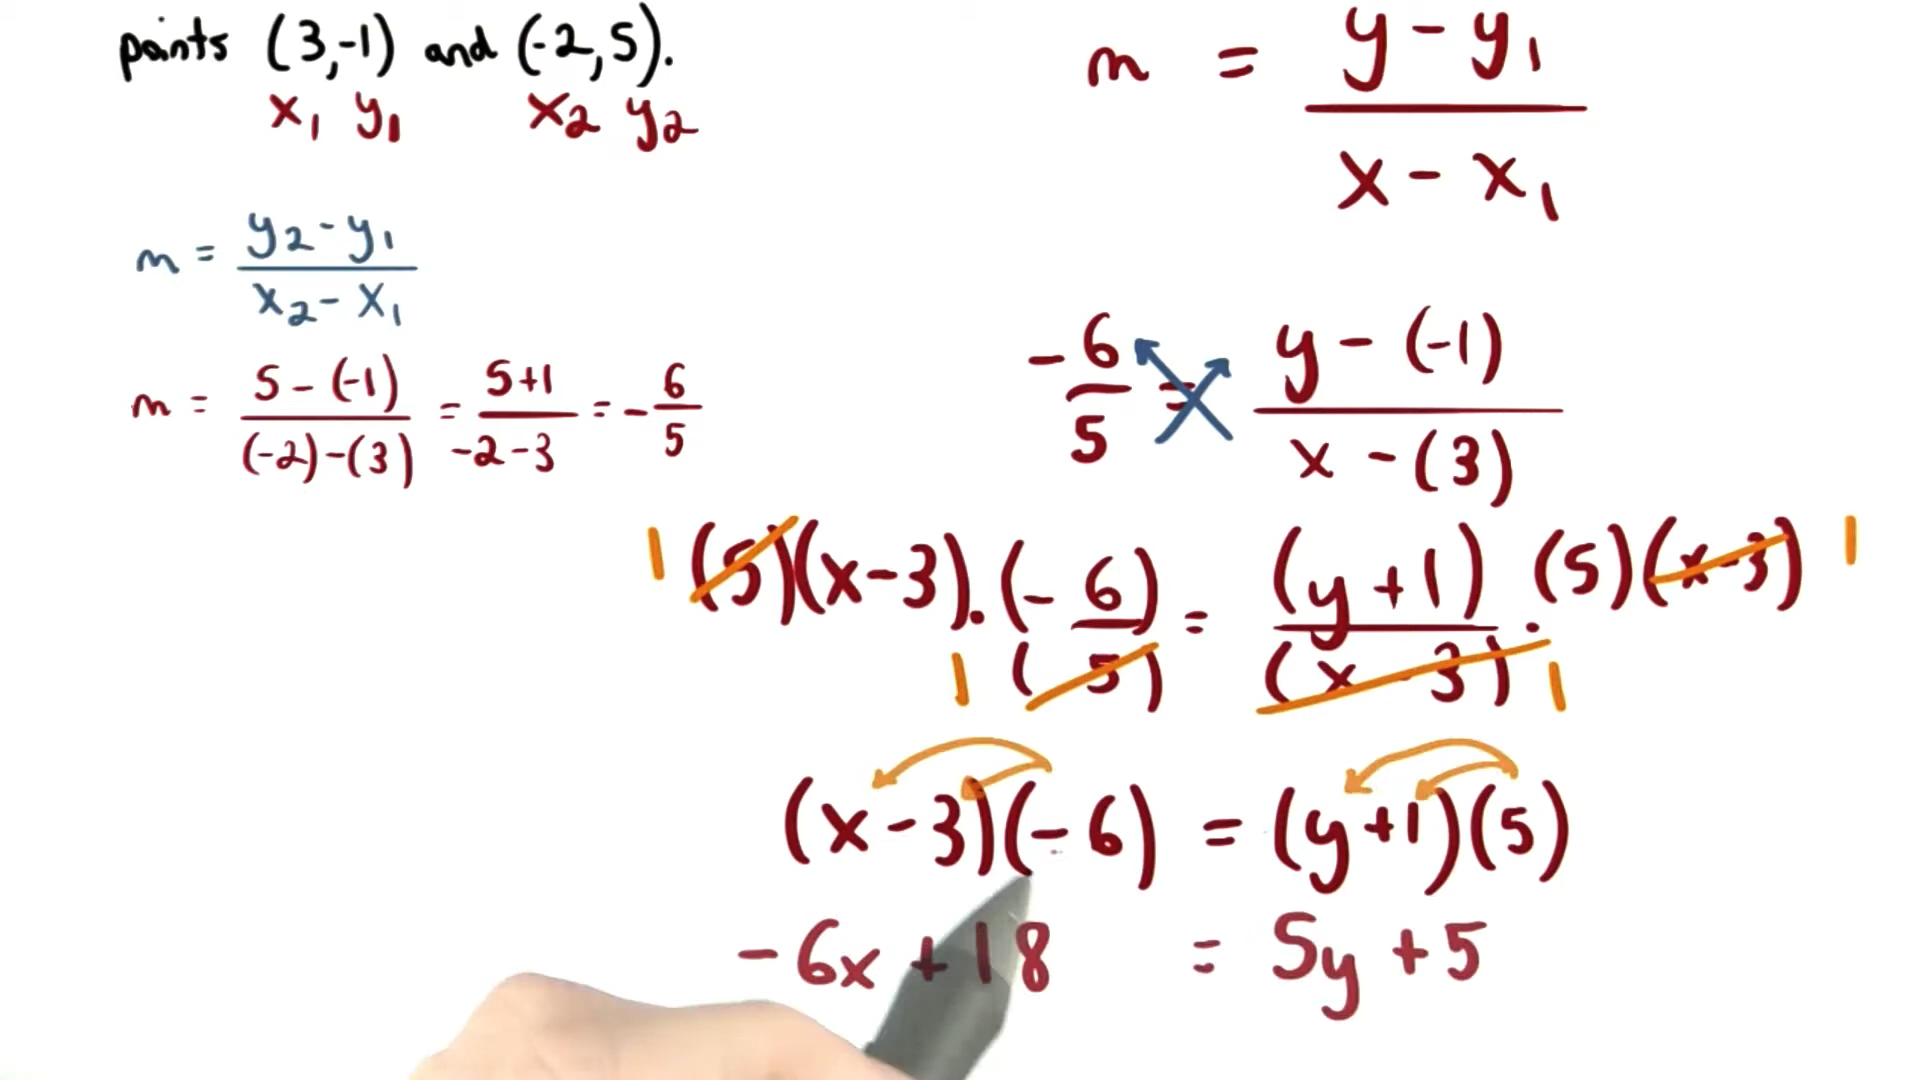 points (3,-1) and (-2,5).
x₁ y₁ x₂ y₂
m = y₂ - y₁ / x₂ - x₁
m = 5 - (-1) / (-2) - (3) = 5+1 / -2-3 = - 6/5
m = y - y₁ / x - x₁
- 6/5 = y - (-1) / x - (3)
1 (5)(x-3) · (- 6) / (5) 1 = (y+1) / (x - 3) 1 · (5)(x-3) 1
(x-3)(-6) = (y+1)(5)
-6x + 18 = 5y + 5